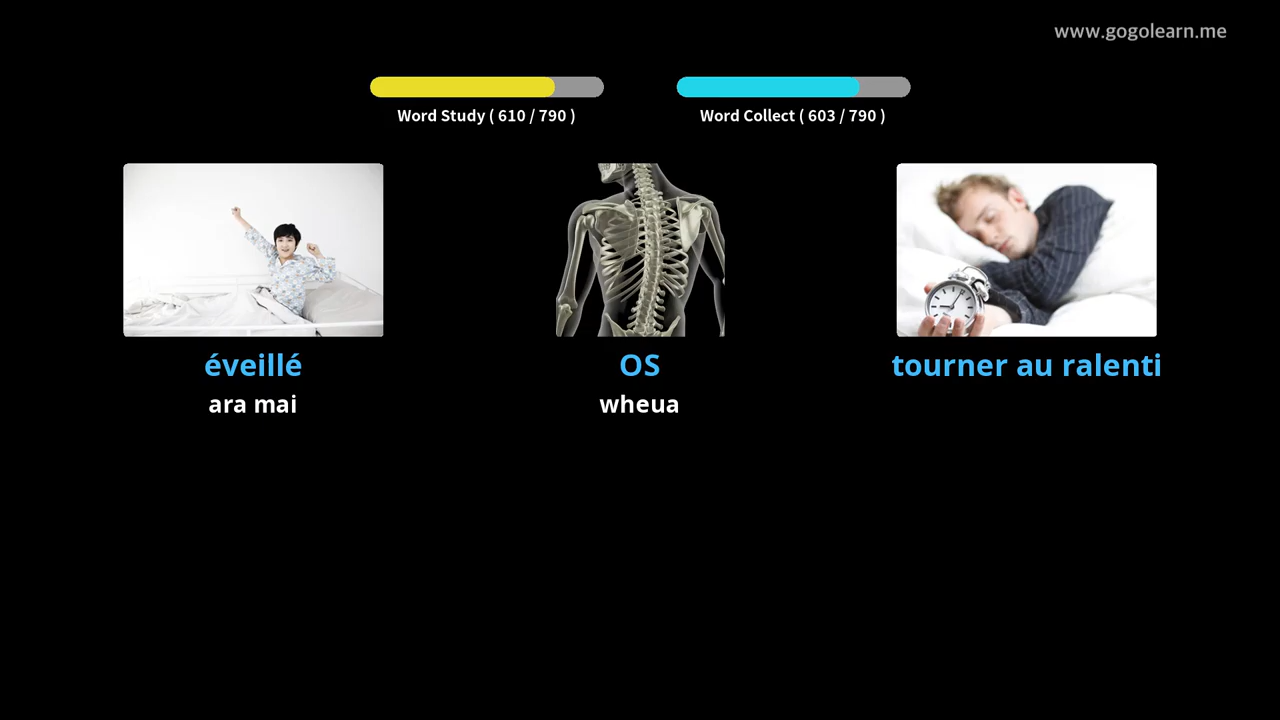 www.gogolearn.me
Word Study ( 610 / 790 )
Word Collect ( 603 / 790 )
éveillé
OS
tourner au ralenti
ara mai
wheua